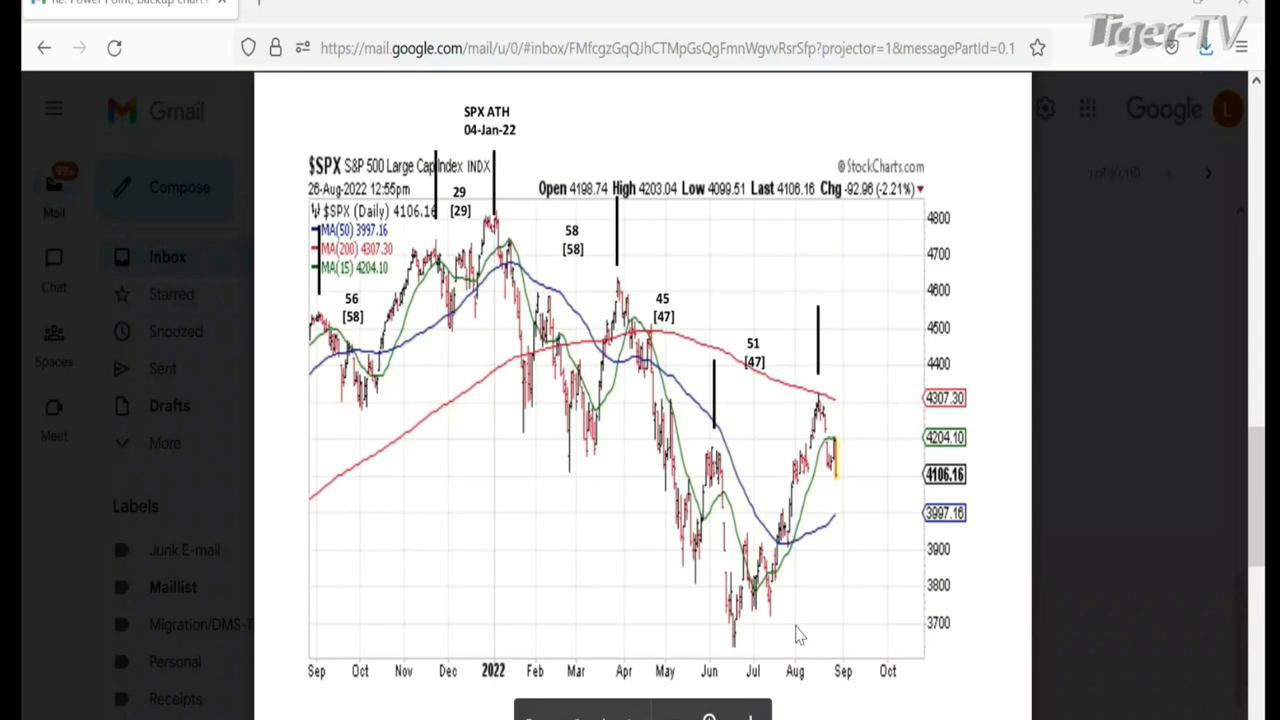 Re: Power Point, Backup chart
Tiger-TV
https://mail.google.com/mail/u/0/#inbox/FMfcgzGqQJhCTMpGsQgFmnWgvvRsrSfp?projector=1&messagePartId=0.1
Gmail
Google
L
99+
Compose
Mail
Inbox
Chat
Starred
Snoozed
Spaces
Sent
Drafts
Meet
More
Labels
Junk E-mail
Maillist
Migration/DMS-T
Personal
Receipts
SPX ATH
04-Jan-22
$SPX S&P 500 Large Cap Index INDX
@StockCharts.com
26-Aug-2022 12:55pm
Open 4198.74 High 4203.04 Low 4099.51 Last 4106.16 Chg -92.96 (-2.21%)
$SPX (Daily) 4106.16
MA(50) 3997.16
MA(200) 4307.30
MA(15) 4204.10
29
[29]
58
[58]
56
[58]
45
[47]
51
[47]
4800
4700
4600
4500
4400
4307.30
4204.10
4106.16
3997.16
3900
3800
3700
Sep Oct Nov Dec 2022 Feb Mar Apr May Jun Jul Aug Sep Oct